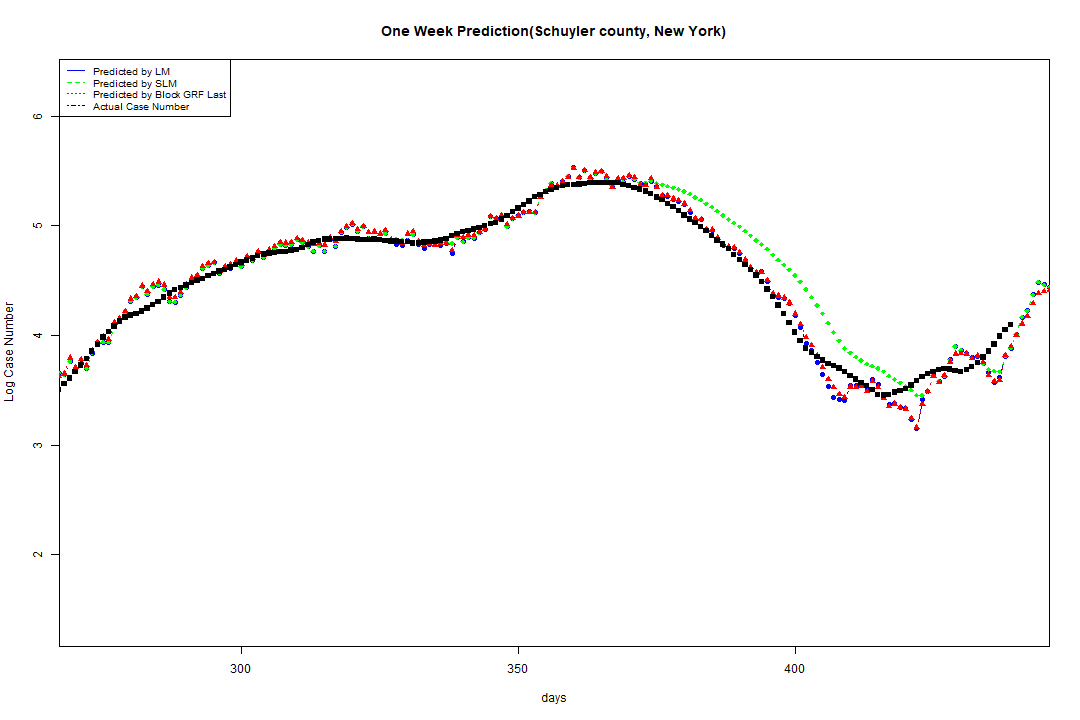 One Week Prediction(Schuyler county, New York)
Predicted by LM
Predicted by SLM
Predicted by Block GRF Last
Actual Case Number
6
5
4
3
2
Log Case Number
300
350
400
days